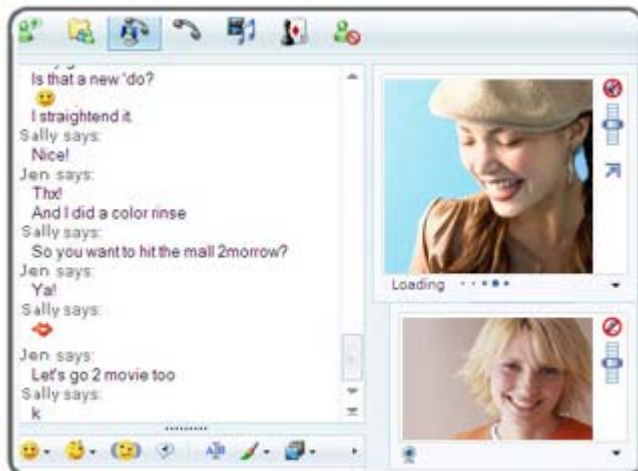 Is that a new 'do?
I straightend it.
Sally says:
Nice!
Jen says:
Thx!
And I did a color rinse
Sally says:
So you want to hit the mall 2morrow?
Jen says:
Ya!
Sally says:
Jen says:
Let's go 2 movie too
Sally says:
k
Loading